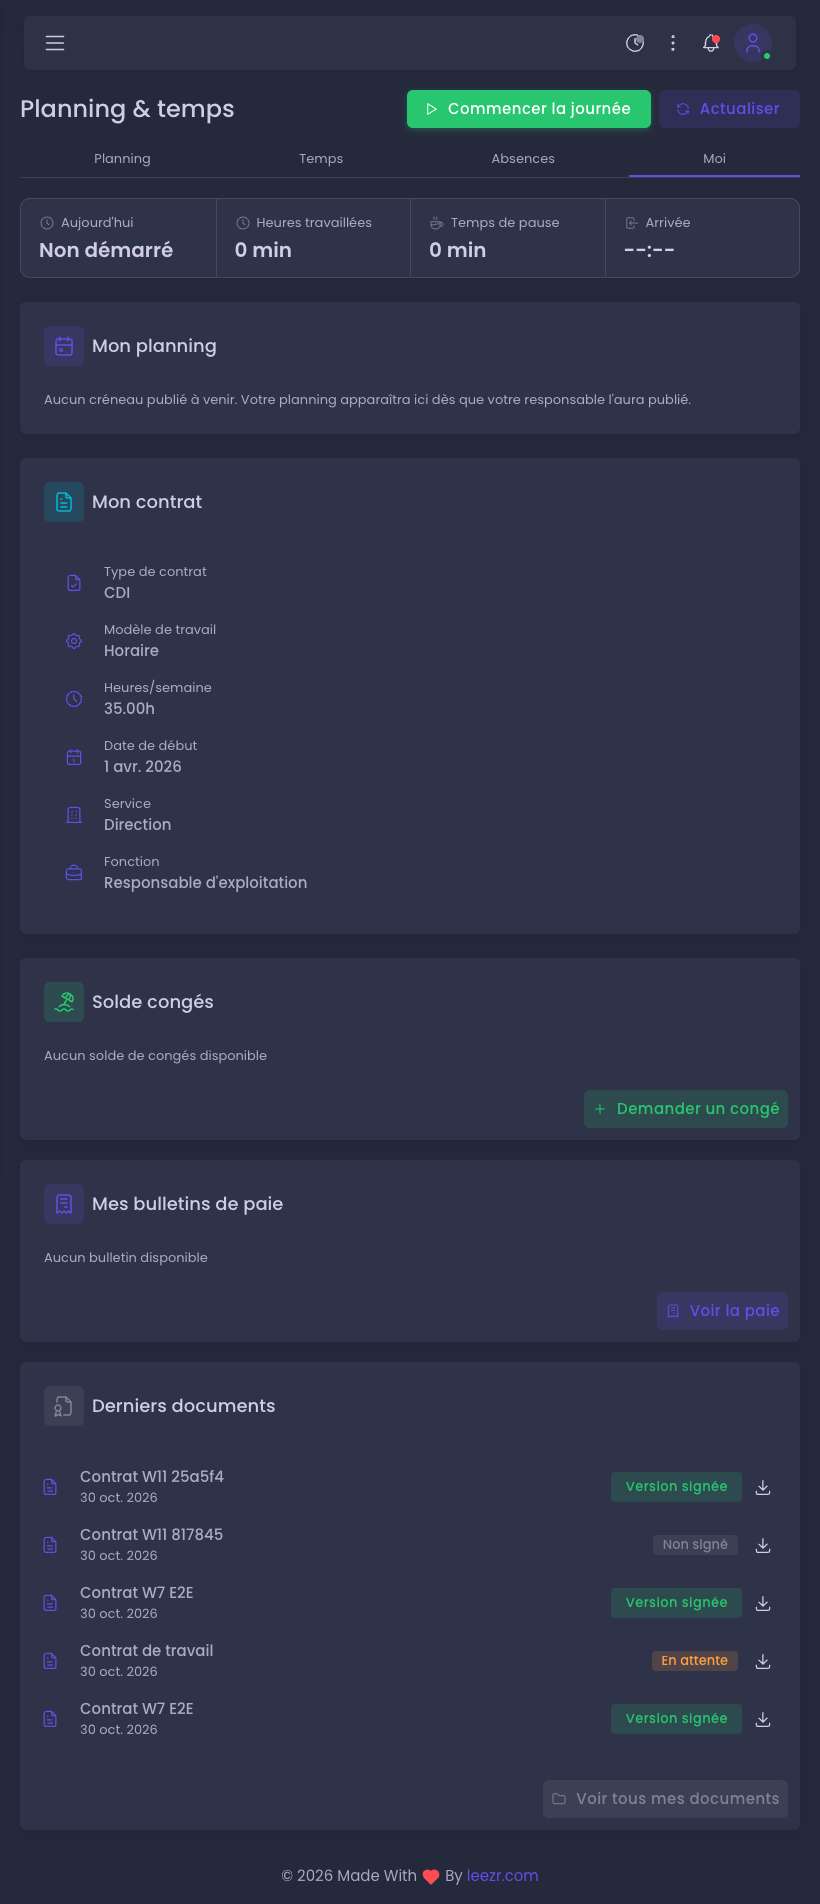 Planning & temps
Commencer la journée
Actualiser
Planning
Temps
Absences
Moi
Aujourd'hui
Heures travaillées
Temps de pause
Arrivée
Non démarré
0 min
0 min
--:--
Mon planning
Aucun créneau publié à venir. Votre planning apparaîtra ici dès que votre responsable l'aura publié.
Mon contrat
Type de contrat
CDI
Modèle de travail
Horaire
Heures/semaine
35.00h
Date de début
1 avr. 2026
Service
Direction
Fonction
Responsable d'exploitation
Solde congés
Aucun solde de congés disponible
Demander un congé
Mes bulletins de paie
Aucun bulletin disponible
Voir la paie
Derniers documents
Contrat W11 25a5f4
30 oct. 2026
Version signée
Contrat W11 817845
30 oct. 2026
Non signé
Contrat W7 E2E
30 oct. 2026
Version signée
Contrat de travail
30 oct. 2026
En attente
Contrat W7 E2E
30 oct. 2026
Version signée
Voir tous mes documents
© 2026 Made With ❤ By leezr.com